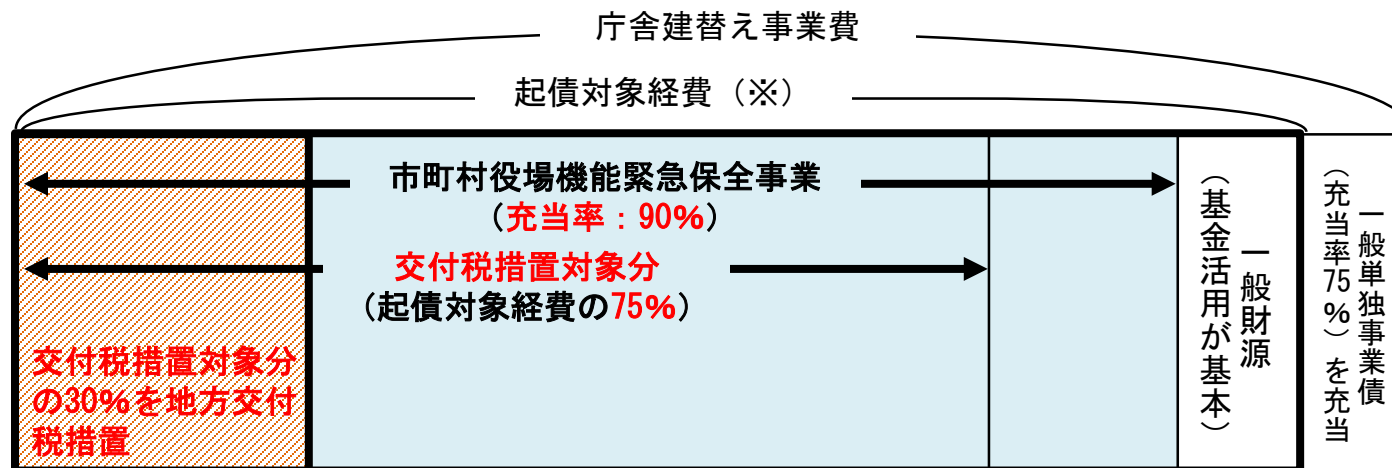 庁舎建替え事業費
起債対象経費（※）
市町村役場機能緊急保全事業
（充当率：90%）
交付税措置対象分
（起債対象経費の75%）
交付税措置対象分
の30%を地方交付
税措置
一般財源
（基金活用が基本）
一般単独事業債
（充当率75%）を充当